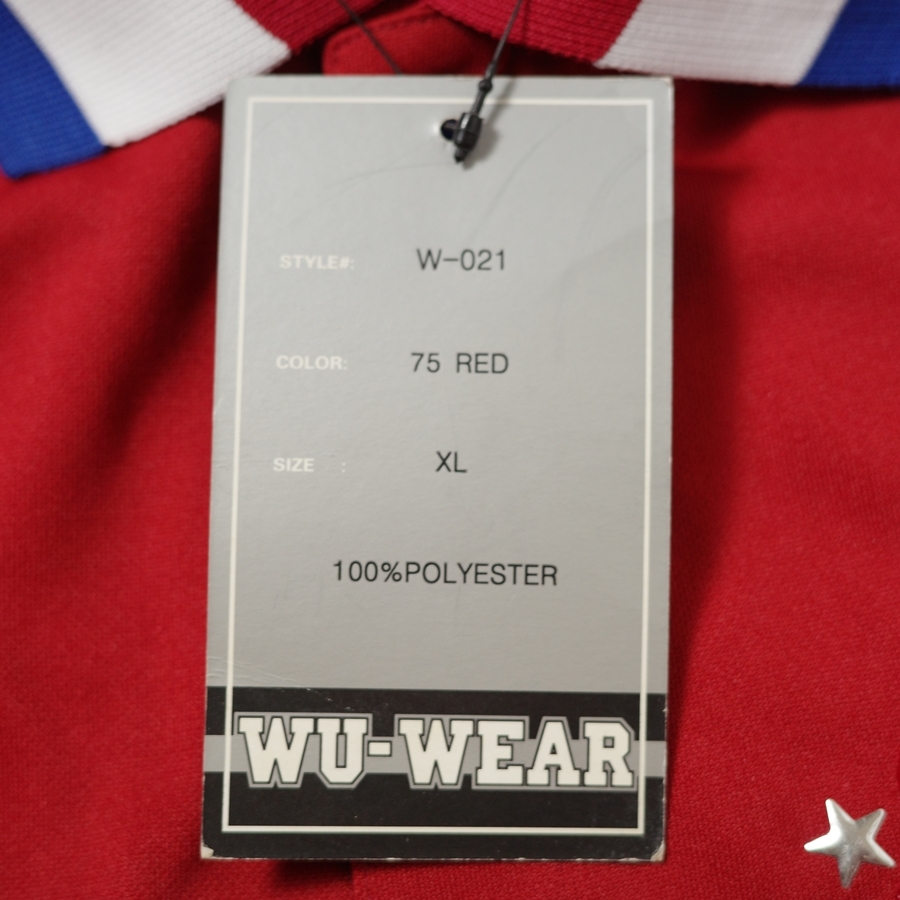 STYLE#: W-021
COLOR: 75 RED
SIZE : XL
100%POLYESTER
WU-WEAR